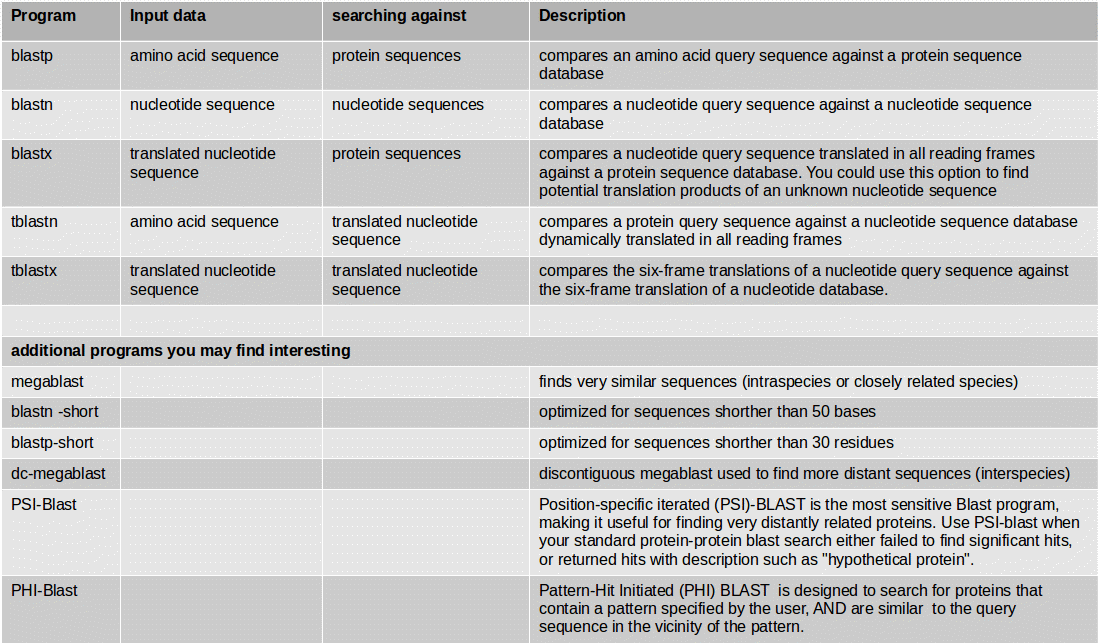 Program Input data searching against Description
blastp amino acid sequence protein sequences compares an amino acid query sequence against a protein sequence
database
blastn nucleotide sequence nucleotide sequences compares a nucleotide query sequence against a nucleotide sequence
database
blastx translated nucleotide protein sequences compares a nucleotide query sequence translated in all reading frames
sequence against a protein sequence database. You could use this option to find
potential translation products of an unknown nucleotide sequence
tblastn amino acid sequence translated nucleotide compares a protein query sequence against a nucleotide sequence database
sequence dynamically translated in all reading frames
tblastx translated nucleotide translated nucleotide compares the six-frame translations of a nucleotide query sequence against
sequence sequence the six-frame translation of a nucleotide database.
additional programs you may find interesting
megablast finds very similar sequences (intraspecies or closely related species)
blastn -short optimized for sequences shorther than 50 bases
blastp-short optimized for sequences shorther than 30 residues
dc-megablast discontiguous megablast used to find more distant sequences (interspecies)
PSI-Blast Position-specific iterated (PSI)-BLAST is the most sensitive Blast program,
making it useful for finding very distantly related proteins. Use PSI-blast when
your standard protein-protein blast search either failed to find significant hits,
or returned hits with description such as "hypothetical protein".
PHI-Blast Pattern-Hit Initiated (PHI) BLAST is designed to search for proteins that
contain a pattern specified by the user, AND are similar to the query
sequence in the vicinity of the pattern.